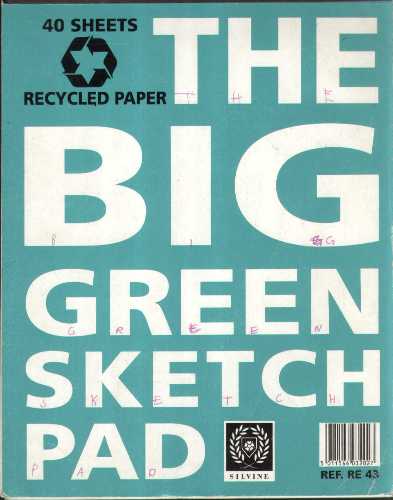 40 SHEETS
RECYCLED PAPER
THE
T H
BIG
B I G G
GREEN
G R E E N
SKETCH
S K E T C H
PAD
P A D
SILVINE
REF. RE 43